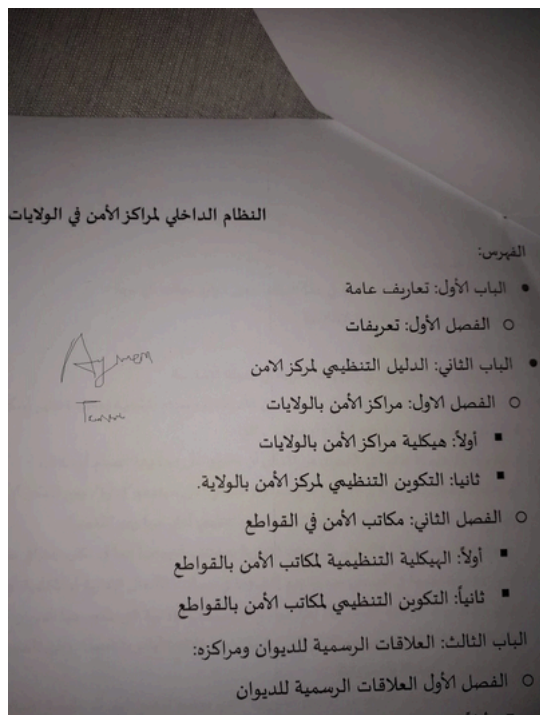 النظام الداخلي لمراكز الأمن في الولايات
الفهرس:
• الباب الأول: تعاريف عامة
○ الفصل الأول: تعريفات
• الباب الثاني: الدليل التنظيمي لمركز الامن
○ الفصل الاول: مراكز الأمن بالولايات
■ أولاً: هيكلية مراكز الأمن بالولايات
■ ثانيا: التكوين التنظيمي لمركز الأمن بالولاية.
○ الفصل الثاني: مكاتب الأمن في القواطع
■ أولاً: الهيكلية التنظيمية لمكاتب الأمن بالقواطع
■ ثانياً: التكوين التنظيمي لمكاتب الأمن بالقواطع
الباب الثالث: العلاقات الرسمية للديوان ومراكزه:
○ الفصل الأول العلاقات الرسمية للديوان
Aymen